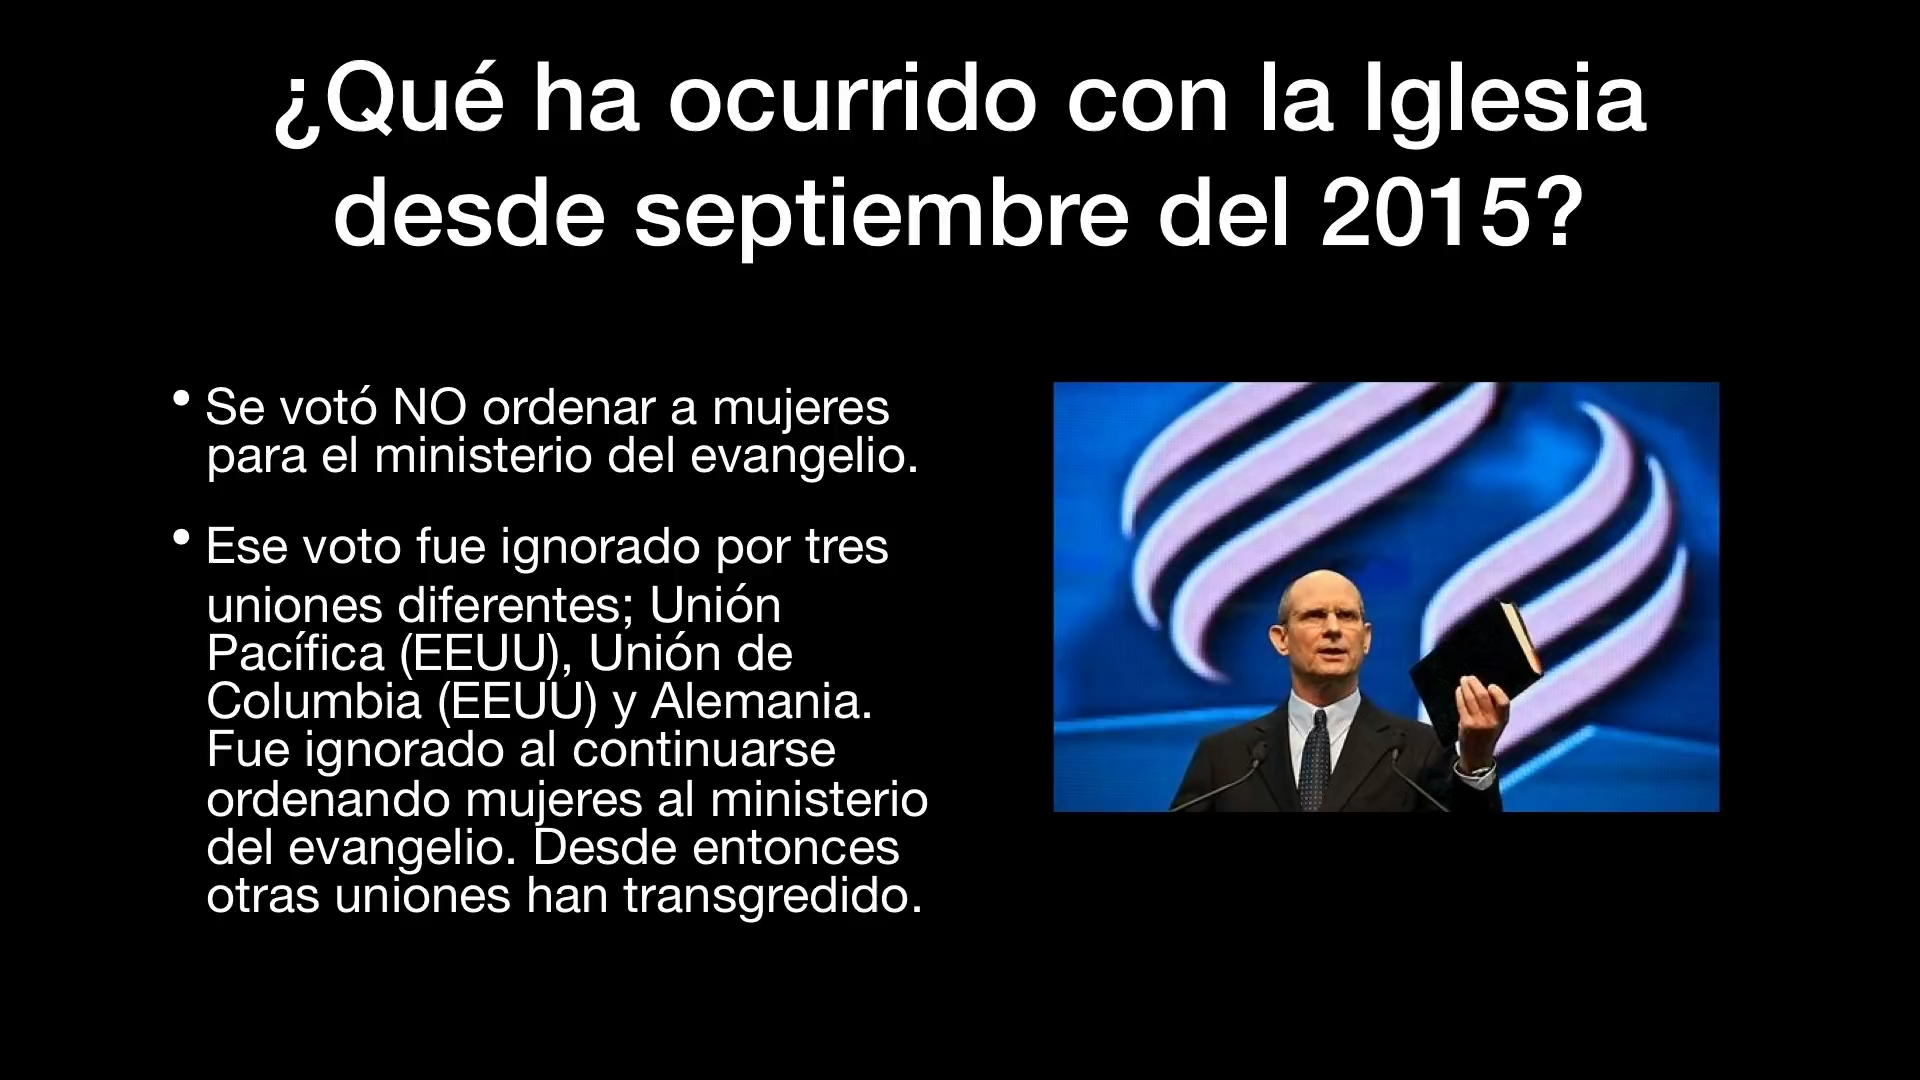 ¿Qué ha ocurrido con la Iglesia
desde septiembre del 2015?
• Se votó NO ordenar a mujeres
para el ministerio del evangelio.
• Ese voto fue ignorado por tres
uniones diferentes; Unión
Pacífica (EEUU), Unión de
Columbia (EEUU) y Alemania.
Fue ignorado al continuarse
ordenando mujeres al ministerio
del evangelio. Desde entonces
otras uniones han transgredido.